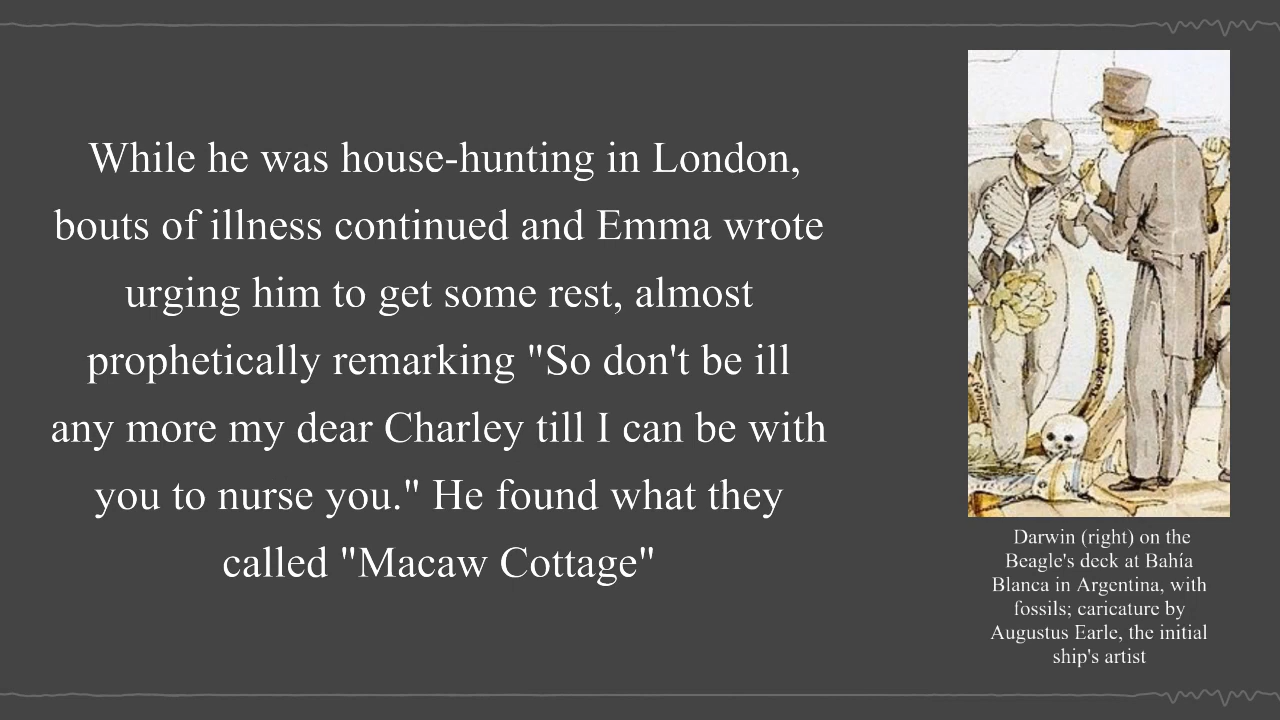 While he was house-hunting in London,
bouts of illness continued and Emma wrote
urging him to get some rest, almost
prophetically remarking "So don't be ill
any more my dear Charley till I can be with
you to nurse you." He found what they
called "Macaw Cottage"
Darwin (right) on the
Beagle's deck at Bahía
Blanca in Argentina, with
fossils; caricature by
Augustus Earle, the initial
ship's artist